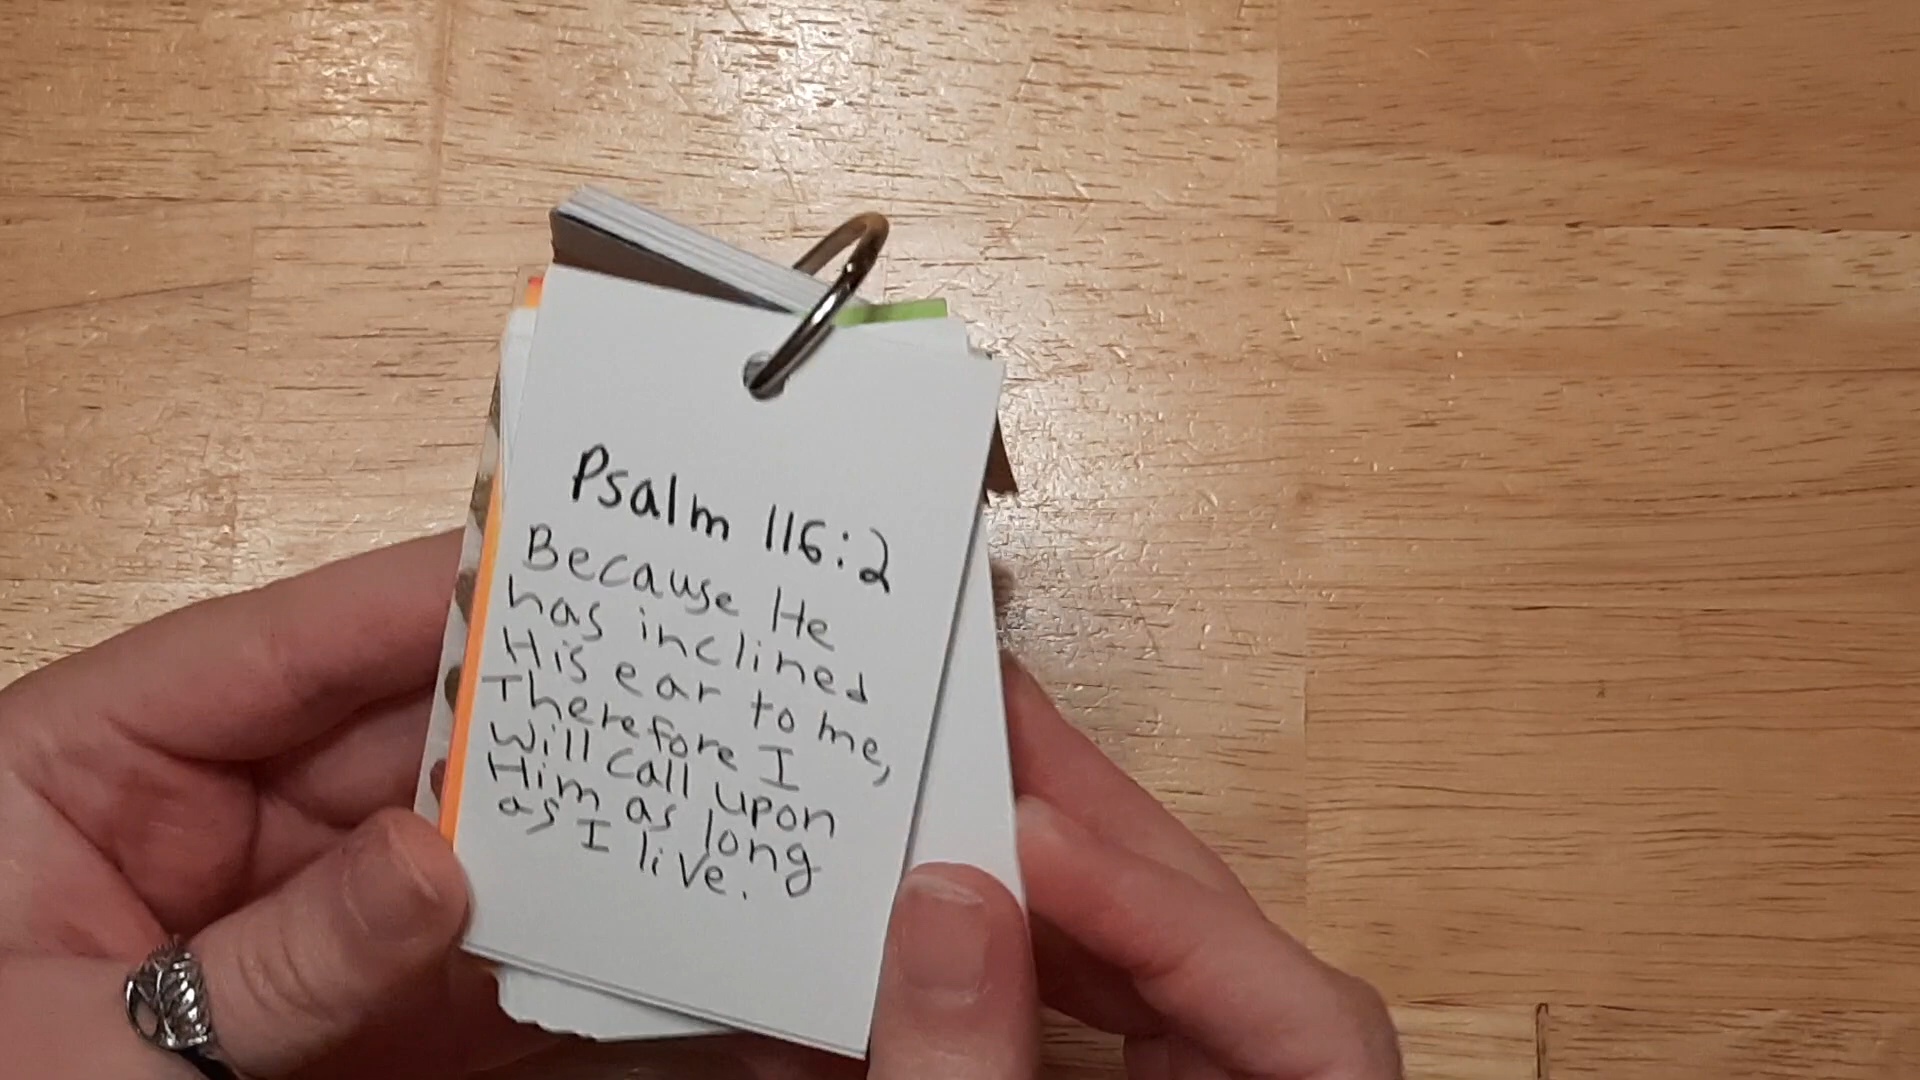 Psalm 116:2
Because He
has inclined
His ear to me,
Therefore I
will call upon
Him as long
as I live.